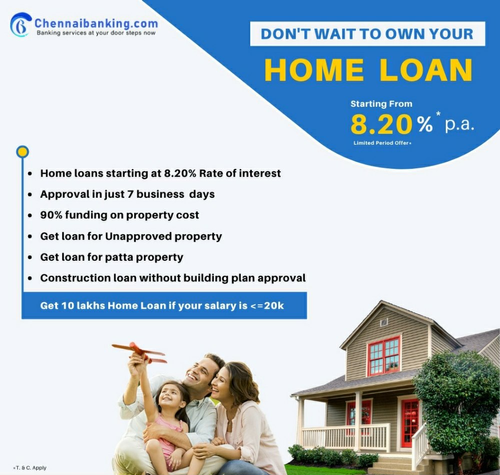 Chennaibanking.com
Banking services at your door steps now
DON'T WAIT TO OWN YOUR
HOME LOAN
Starting From
8.20%* p.a.
Limited Period Offer*
Home loans starting at 8.20% Rate of interest
Approval in just 7 business days
90% funding on property cost
Get loan for Unapproved property
Get loan for patta property
Construction loan without building plan approval
Get 10 lakhs Home Loan if your salary is <=20k
*T. & C. Apply